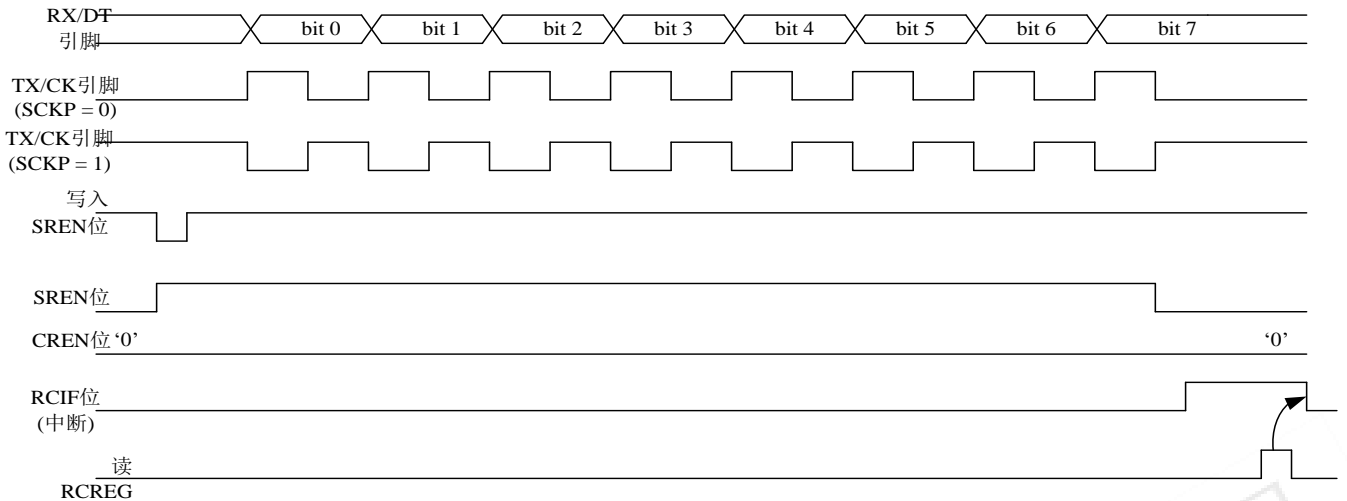 RX/DT
引脚
bit 0 bit 1 bit 2 bit 3 bit 4 bit 5 bit 6 bit 7
TX/CK引脚
(SCKP = 0)
TX/CK引脚
(SCKP = 1)
写入
SREN位
SREN位
CREN位 ‘0’ ‘0’
RCIF位
(中断)
读
RCREG